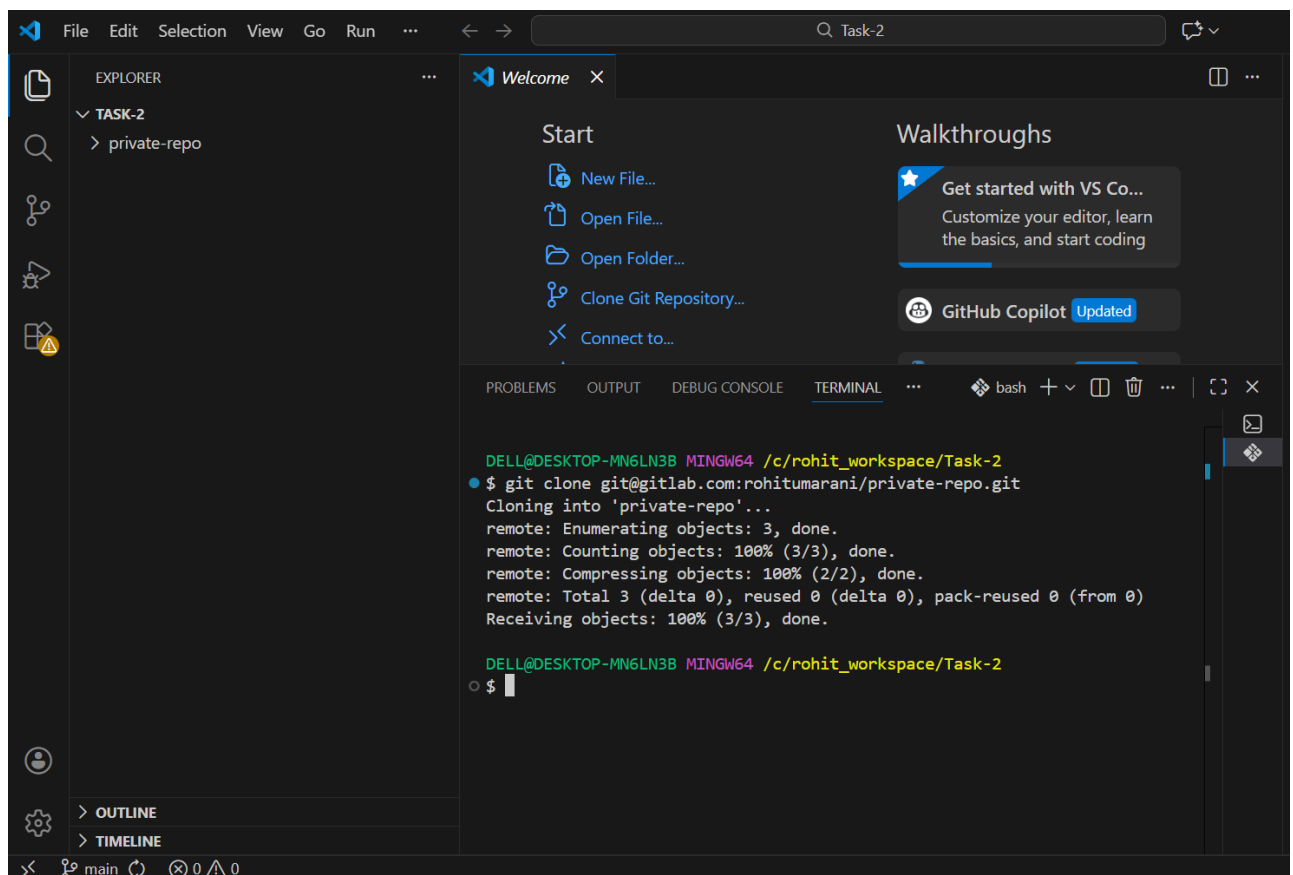 File Edit Selection View Go Run ... Task-2
EXPLORER ...
TASK-2
private-repo
OUTLINE
TIMELINE
Welcome
Start
New File...
Open File...
Open Folder...
Clone Git Repository...
Connect to...
Walkthroughs
Get started with VS Co...
Customize your editor, learn
the basics, and start coding
GitHub Copilot Updated
PROBLEMS OUTPUT DEBUG CONSOLE TERMINAL ... bash
DELL@DESKTOP-MN6LN3B MINGW64 /c/rohit_workspace/Task-2
$ git clone git@gitlab.com:rohitumarani/private-repo.git
Cloning into 'private-repo'...
remote: Enumerating objects: 3, done.
remote: Counting objects: 100% (3/3), done.
remote: Compressing objects: 100% (2/2), done.
remote: Total 3 (delta 0), reused 0 (delta 0), pack-reused 0 (from 0)
Receiving objects: 100% (3/3), done.
DELL@DESKTOP-MN6LN3B MINGW64 /c/rohit_workspace/Task-2
$
main 0 0